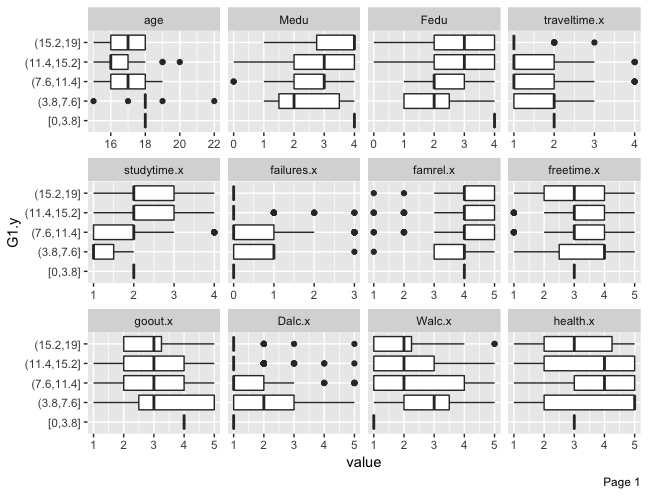 age Medu Fedu traveltime.x
(15.2,19]
(11.4,15.2]
(7.6,11.4]
(3.8,7.6]
[0,3.8]
16 18 20 22 0 1 2 3 4 0 1 2 3 4 1 2 3 4
studytime.x failures.x famrel.x freetime.x
(15.2,19]
(11.4,15.2]
(7.6,11.4]
(3.8,7.6]
[0,3.8]
1 2 3 4 0 1 2 3 1 2 3 4 5 1 2 3 4 5
goout.x Dalc.x Walc.x health.x
(15.2,19]
(11.4,15.2]
(7.6,11.4]
(3.8,7.6]
[0,3.8]
1 2 3 4 5 1 2 3 4 5 1 2 3 4 5 1 2 3 4 5
G1.y
value
Page 1